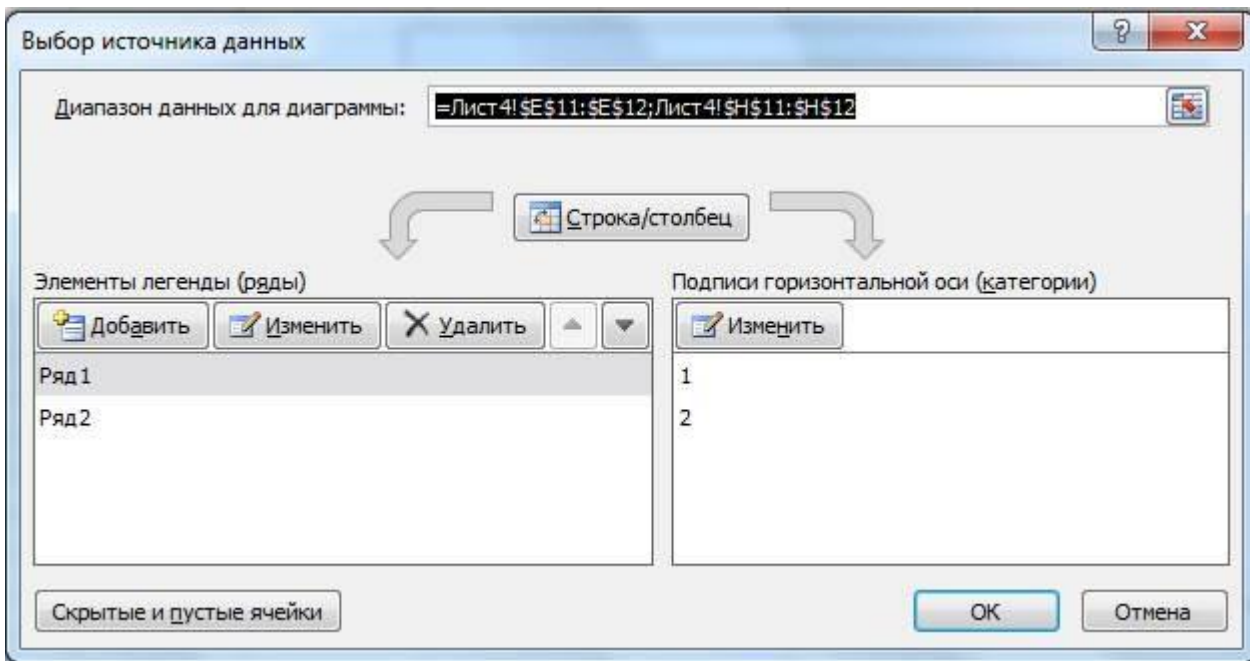 Выбор источника данных
Диапазон данных для диаграммы: =Лист4!$E$11:$E$12;Лист4!$H$11:$H$12
Строка/столбец
Элементы легенды (ряды)
Подписи горизонтальной оси (категории)
Добавить Изменить Удалить
Изменить
Ряд1
1
Ряд2
2
Скрытые и пустые ячейки
ОК
Отмена